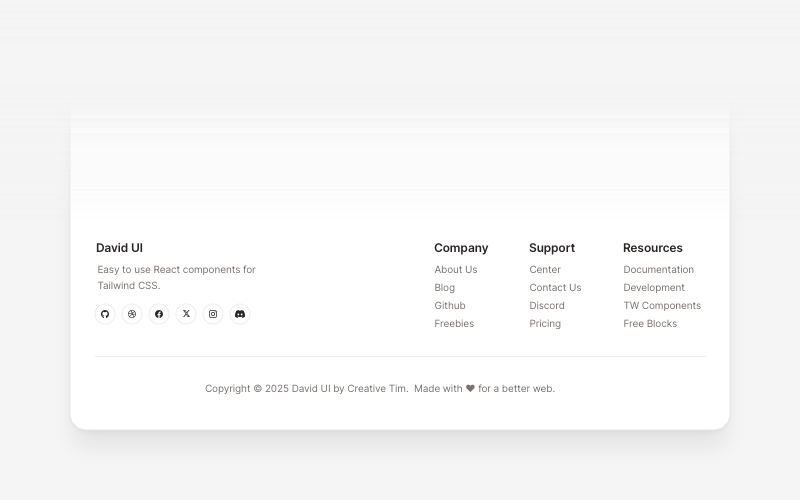 David UI
Easy to use React components for
Tailwind CSS.
Company
About Us
Blog
Github
Freebies
Support
Center
Contact Us
Discord
Pricing
Resources
Documentation
Development
TW Components
Free Blocks
Copyright © 2025 David UI by Creative Tim. Made with ❤ for a better web.